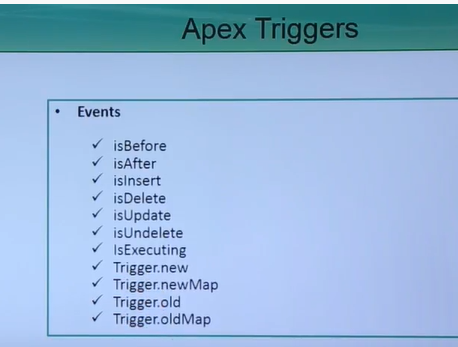 Apex Triggers
• Events
✓ isBefore
✓ isAfter
✓ isInsert
✓ isDelete
✓ isUpdate
✓ isUndelete
✓ IsExecuting
✓ Trigger.new
✓ Trigger.newMap
✓ Trigger.old
✓ Trigger.oldMap